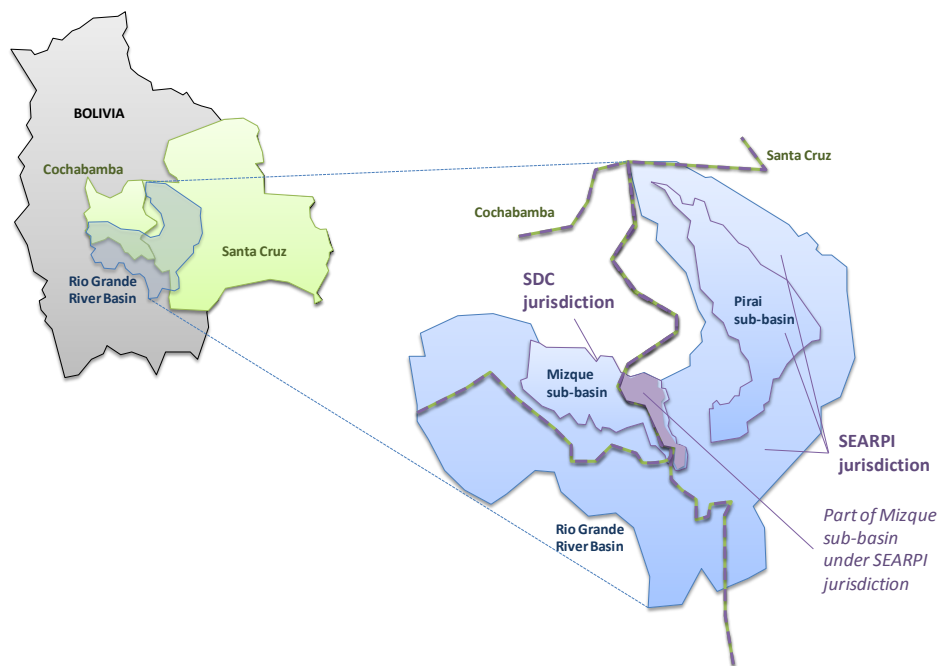 BOLIVIA
Cochabamba
Santa Cruz
Rio Grande
River Basin
Santa Cruz
Cochabamba
SDC
jurisdiction
Pirai
sub-basin
Mizque
sub-basin
SEARPI
jurisdiction
Rio Grande
River Basin
Part of Mizque
sub-basin
under SEARPI
jurisdiction